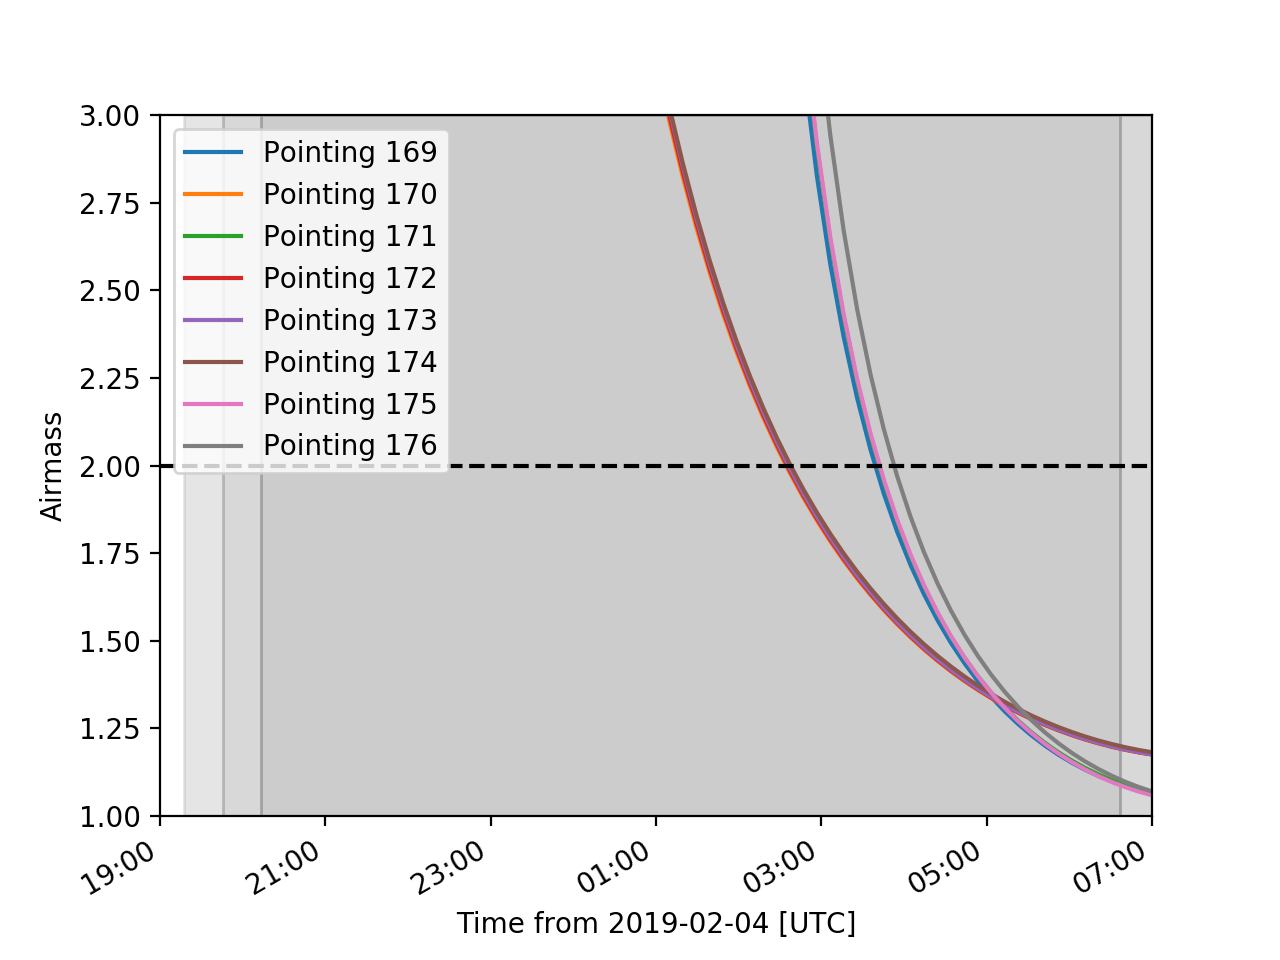 3.00
2.75
2.50
2.25
2.00
1.75
1.50
1.25
1.00
Airmass
Pointing 169
Pointing 170
Pointing 171
Pointing 172
Pointing 173
Pointing 174
Pointing 175
Pointing 176
19:00 21:00 23:00 01:00 03:00 05:00 07:00
Time from 2019-02-04 [UTC]